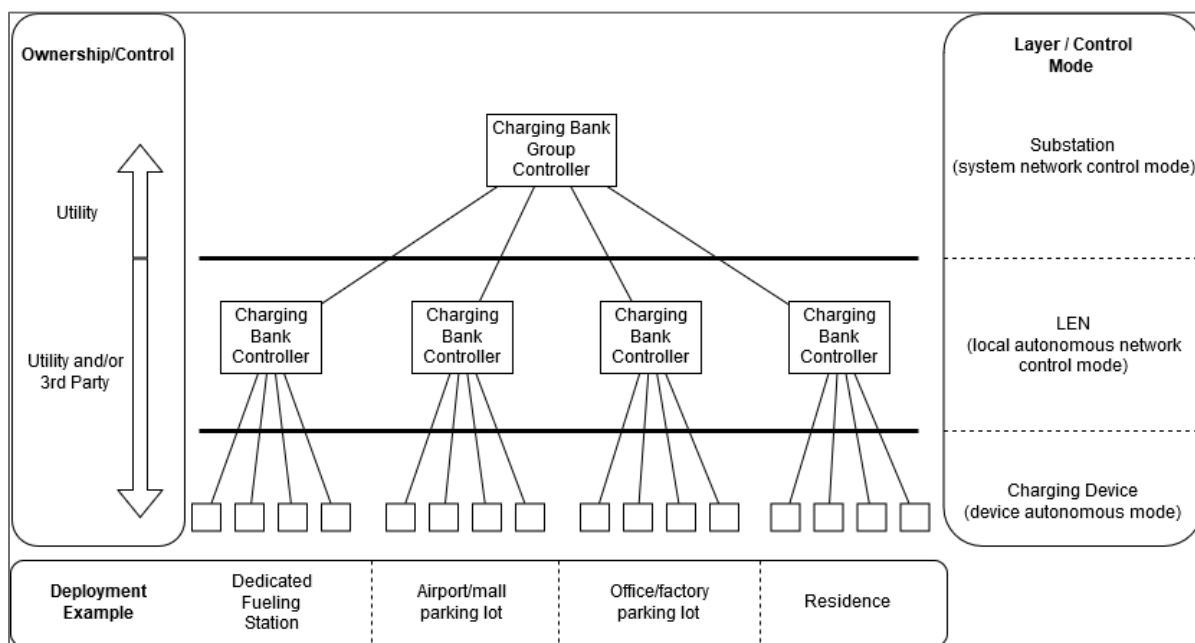 Ownership/Control
Utility
Utility and/or
3rd Party
Charging Bank
Group
Controller
Charging
Bank
Controller
Charging
Bank
Controller
Charging
Bank
Controller
Charging
Bank
Controller
Layer / Control
Mode
Substation
(system network control mode)
LEN
(local autonomous network
control mode)
Charging Device
(device autonomous mode)
Deployment
Example
Dedicated
Fueling
Station
Airport/mall
parking lot
Office/factory
parking lot
Residence